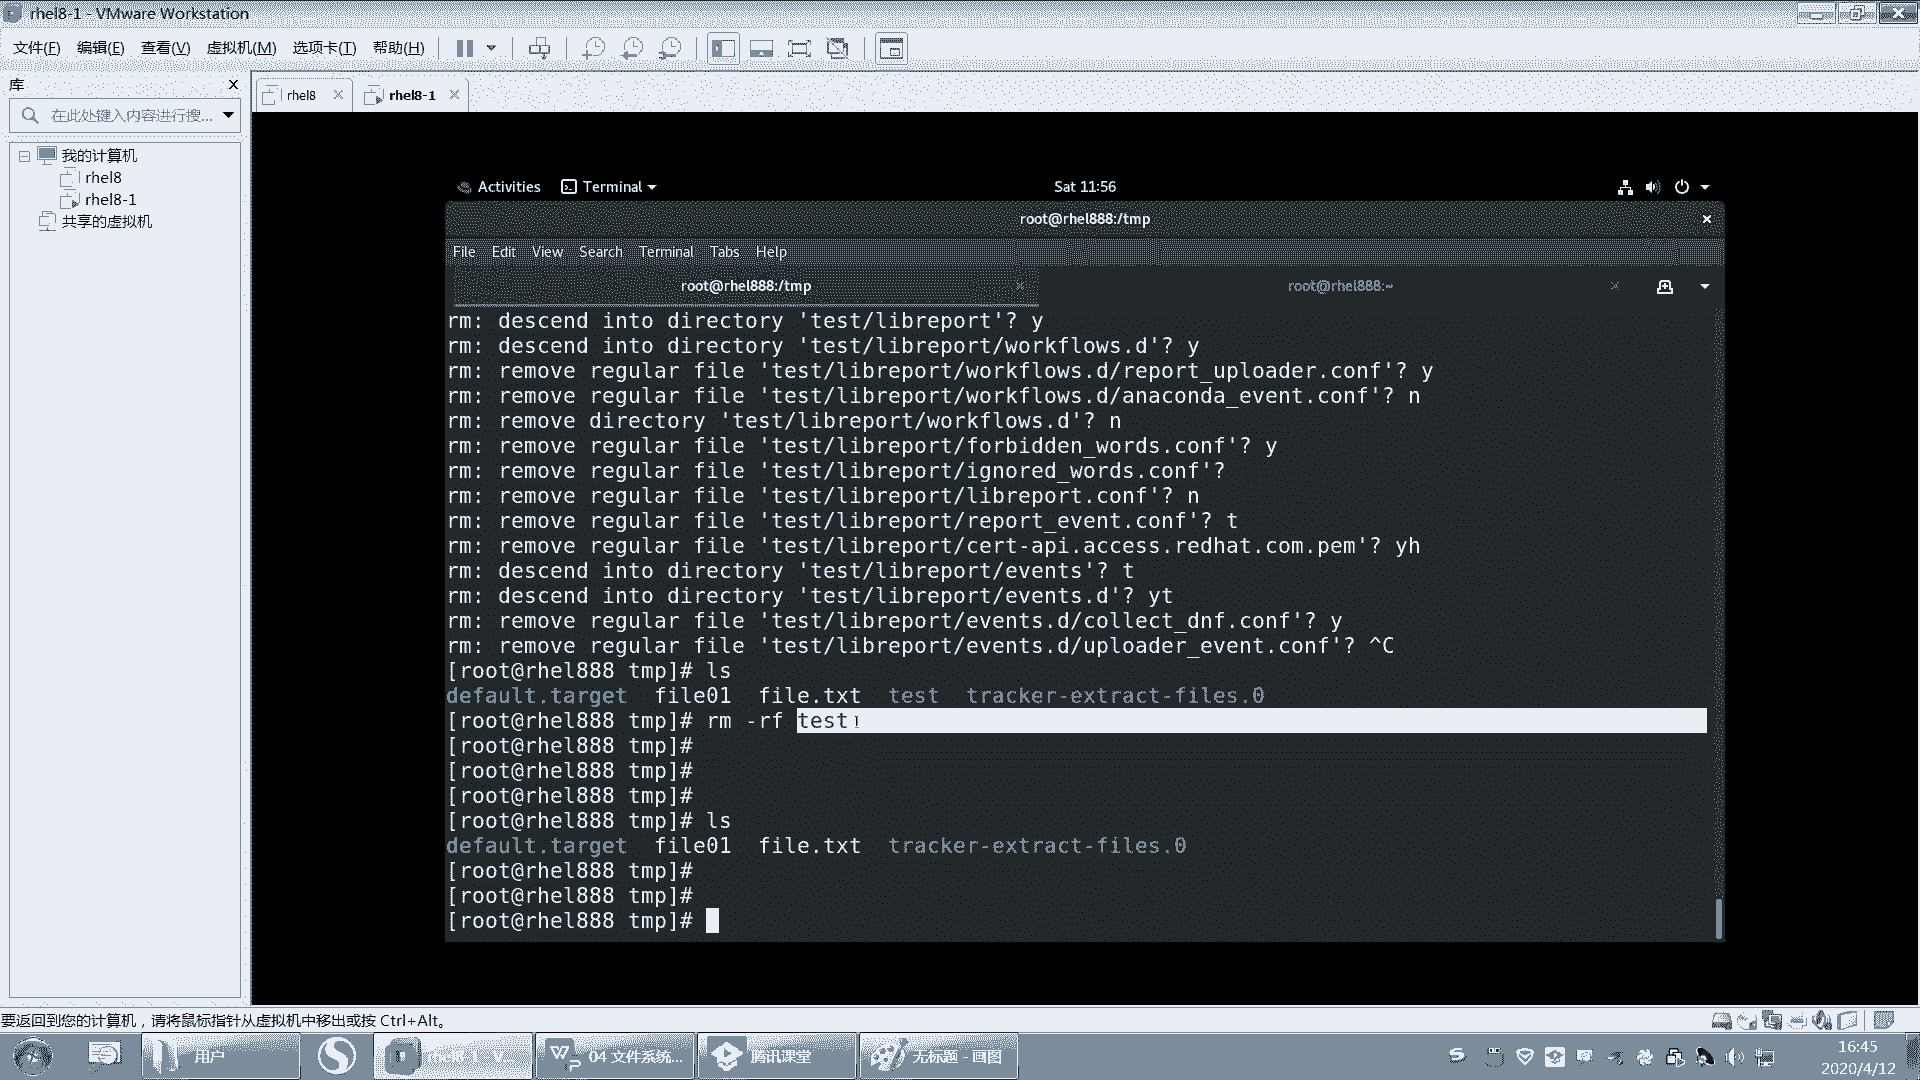 rhel8-1 - VMware Workstation
文件(F) 编辑(E) 查看(V) 虚拟机(M) 选项卡(T) 帮助(H)
库
在此处键入内容进行搜...
我的计算机
rhel8
rhel8-1
共享的虚拟机
rhel8 rhel8-1
Activities Terminal Sat 11:56
root@rhel888:/tmp
File Edit View Search Terminal Tabs Help
root@rhel888:/tmp root@rhel888:~
rm: descend into directory 'test/libreport'? y
rm: descend into directory 'test/libreport/workflows.d'? y
rm: remove regular file 'test/libreport/workflows.d/report_uploader.conf'? y
rm: remove regular file 'test/libreport/workflows.d/anaconda_event.conf'? n
rm: remove directory 'test/libreport/workflows.d'? n
rm: remove regular file 'test/libreport/forbidden_words.conf'? y
rm: remove regular file 'test/libreport/ignored_words.conf'?
rm: remove regular file 'test/libreport/libreport.conf'? n
rm: remove regular file 'test/libreport/report_event.conf'? t
rm: remove regular file 'test/libreport/cert-api.access.redhat.com.pem'? yh
rm: descend into directory 'test/libreport/events'? t
rm: descend into directory 'test/libreport/events.d'? yt
rm: remove regular file 'test/libreport/events.d/collect_dnf.conf'? y
rm: remove regular file 'test/libreport/events.d/uploader_event.conf'? ^C
[root@rhel888 tmp]# ls
default.target file01 file.txt test tracker-extract-files.0
[root@rhel888 tmp]# rm -rf test
[root@rhel888 tmp]#
[root@rhel888 tmp]#
[root@rhel888 tmp]#
[root@rhel888 tmp]# ls
default.target file01 file.txt tracker-extract-files.0
[root@rhel888 tmp]#
[root@rhel888 tmp]#
[root@rhel888 tmp]#
要返回到您的计算机，请将鼠标指针从虚拟机中移出或按 Ctrl+Alt。
用户 rhel8-1 - V... 04 文件系统... 腾讯课堂 无标题 - 画图
16:45
2020/4/12